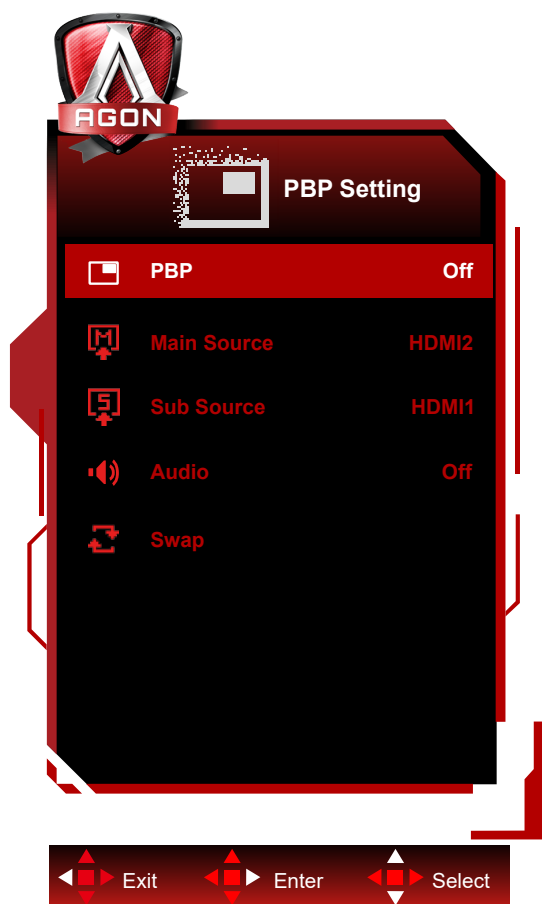 AGON
PBP Setting
PBP Off
Main Source HDMI2
Sub Source HDMI1
Audio Off
Swap
Exit Enter Select